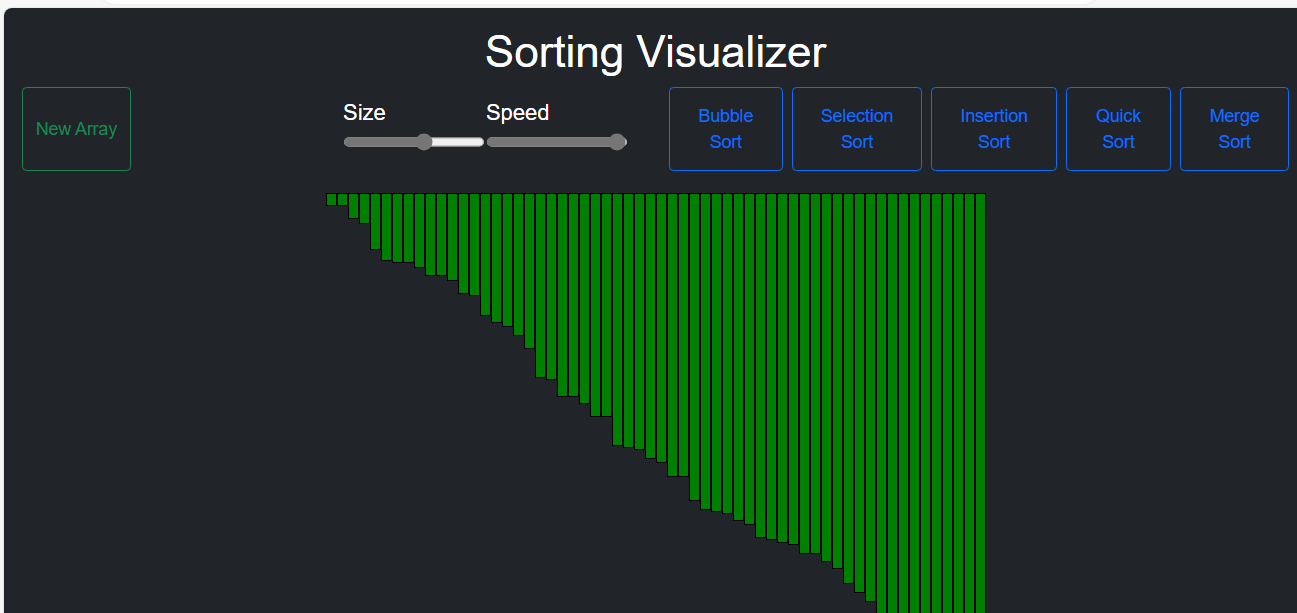 Sorting Visualizer
New Array
Size
Speed
Bubble
Sort
Selection
Sort
Insertion
Sort
Quick
Sort
Merge
Sort